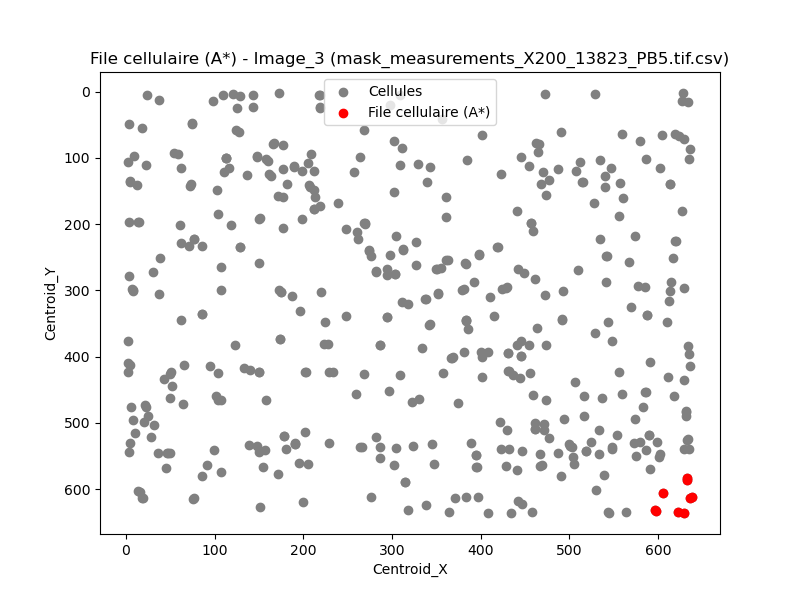 File cellulaire (A*) - Image_3 (mask_measurements_X200_13823_PB5.tif.csv)
Cellules
File cellulaire (A*)
Centroid_Y
0
100
200
300
400
500
600
0 100 200 300 400 500 600
Centroid_X